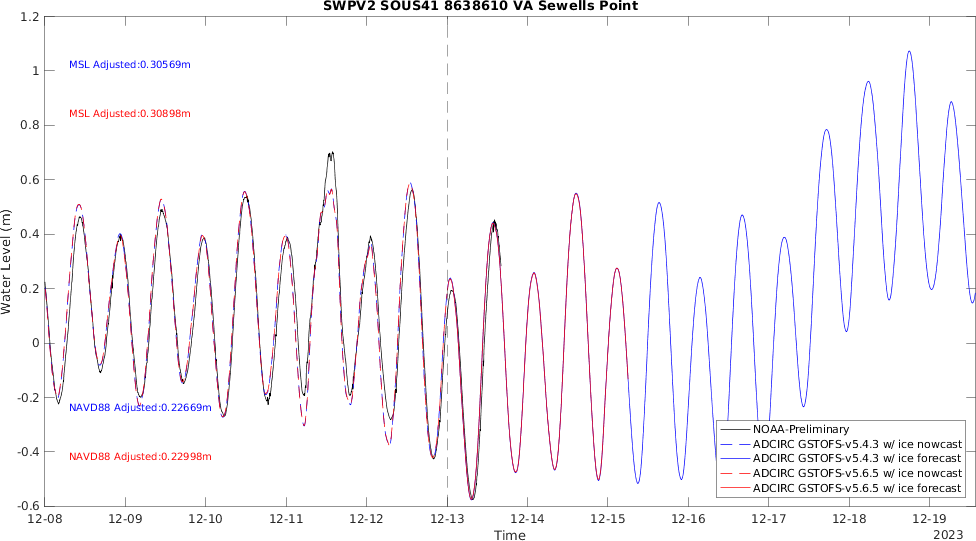 SWPV2 SOUS41 8638610 VA Sewells Point
1.2
1
0.8
0.6
0.4
0.2
0
-0.2
-0.4
-0.6
Water Level (m)
MSL Adjusted:0.30569m
MSL Adjusted:0.30898m
NAVD88 Adjusted:0.22669m
NAVD88 Adjusted:0.22998m
NOAA-Preliminary
ADCIRC GSTOFS-v5.4.3 w/ ice nowcast
ADCIRC GSTOFS-v5.4.3 w/ ice forecast
ADCIRC GSTOFS-v5.6.5 w/ ice nowcast
ADCIRC GSTOFS-v5.6.5 w/ ice forecast
12-08 12-09 12-10 12-11 12-12 12-13 12-14 12-15 12-16 12-17 12-18 12-19
Time
2023